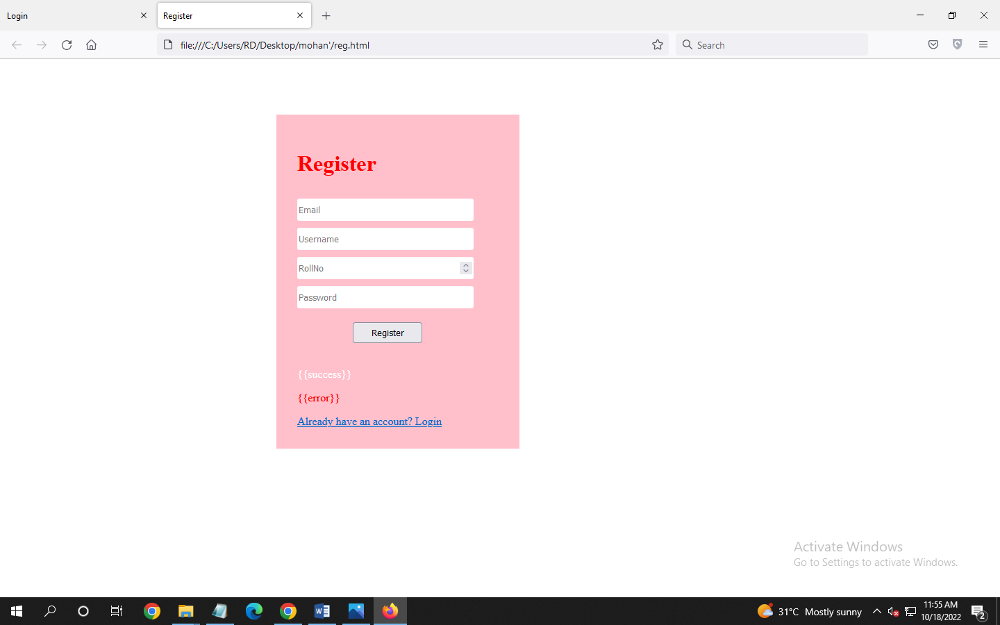 Login
Register
file:///C:/Users/RD/Desktop/mohan'/reg.html
Search
Register
Email
Username
RollNo
Password
Register
{{success}}
{{error}}
Already have an account? Login
Activate Windows
Go to Settings to activate Windows.
31°C Mostly sunny
11:55 AM
10/18/2022
2